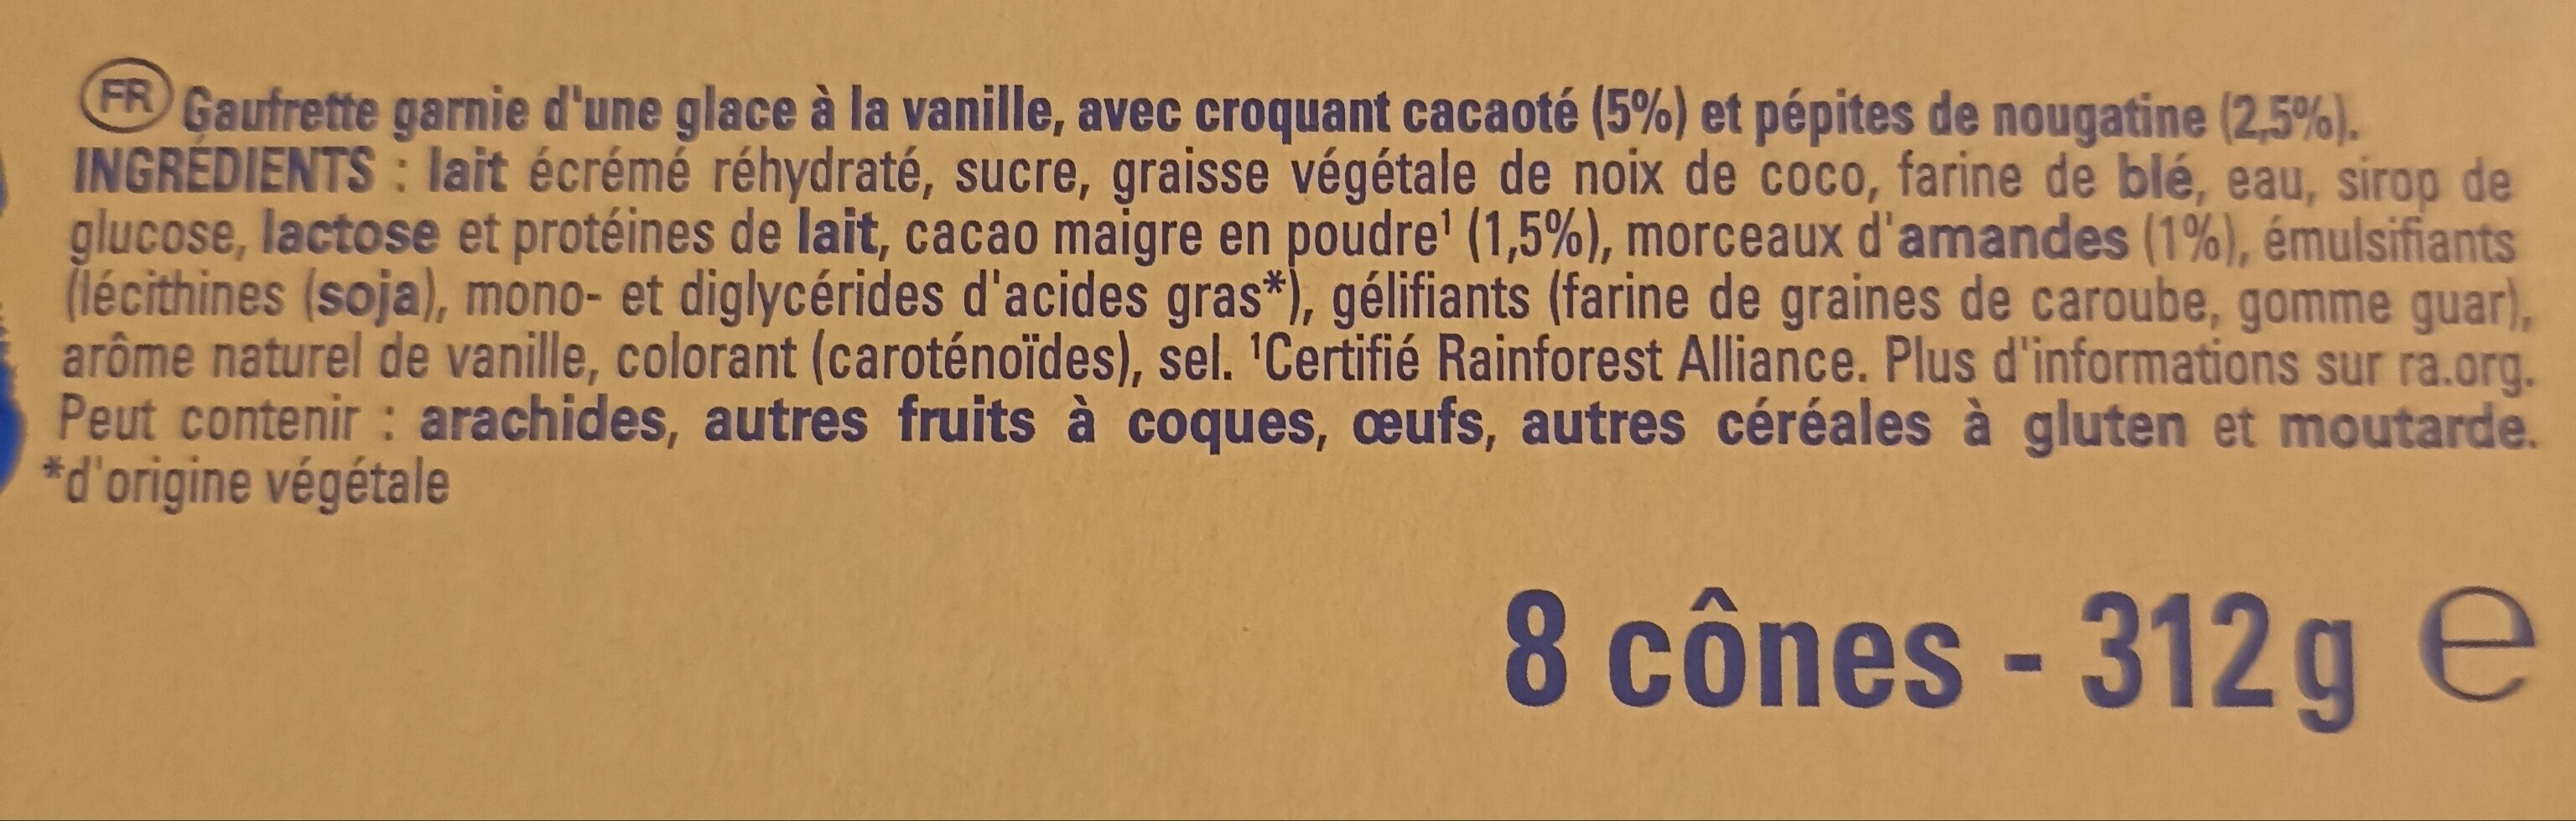 FR Gaufrette garnie d'une glace à la vanille, avec croquant cacaoté (5%) et pépites de nougatine (2,5%).
INGRÉDIENTS : lait écrémé réhydraté, sucre, graisse végétale de noix de coco, farine de blé, eau, sirop de
glucose, lactose et protéines de lait, cacao maigre en poudre¹ (1,5%), morceaux d'amandes (1%), émulsifiants
(lécithines (soja), mono- et diglycérides d'acides gras*), gélifiants (farine de graines de caroube, gomme guar),
arôme naturel de vanille, colorant (caroténoïdes), sel. ¹Certifié Rainforest Alliance. Plus d'informations sur ra.org.
Peut contenir : arachides, autres fruits à coques, œufs, autres céréales à gluten et moutarde.
*d'origine végétale
8 cônes - 312g ℮